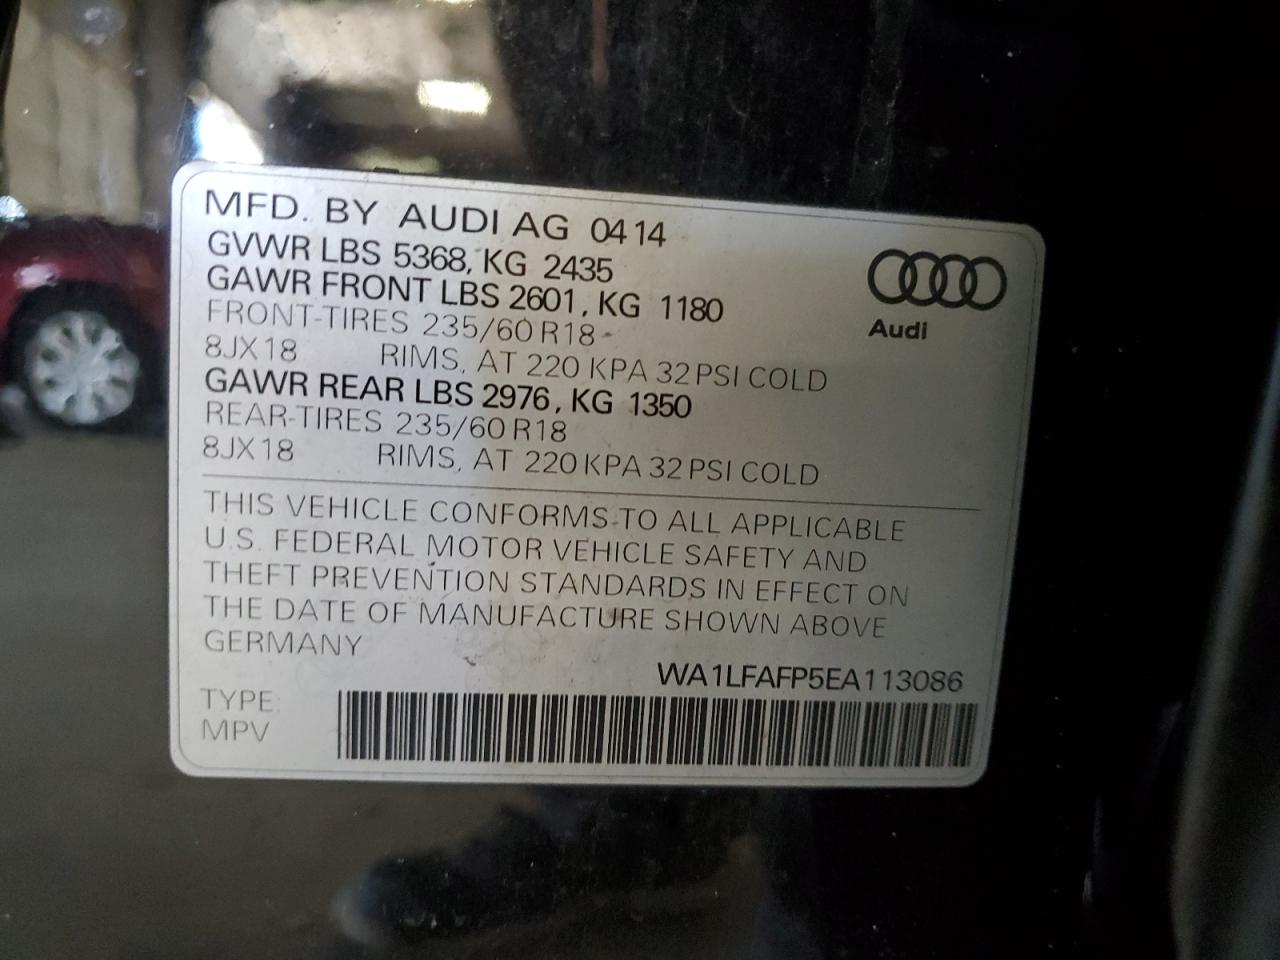 MFD. BY AUDI AG 0414
GVWR LBS 5368, KG 2435
GAWR FRONT LBS 2601, KG 1180
FRONT-TIRES 235/60 R18
8JX18 RIMS, AT 220 KPA 32 PSI COLD
GAWR REAR LBS 2976, KG 1350
REAR-TIRES 235/60 R18
8JX18 RIMS, AT 220 KPA 32 PSI COLD
Audi
THIS VEHICLE CONFORMS TO ALL APPLICABLE
U.S. FEDERAL MOTOR VEHICLE SAFETY AND
THEFT PREVENTION STANDARDS IN EFFECT ON
THE DATE OF MANUFACTURE SHOWN ABOVE
GERMANY
WA1LFAFP5EA113086
TYPE:
MPV